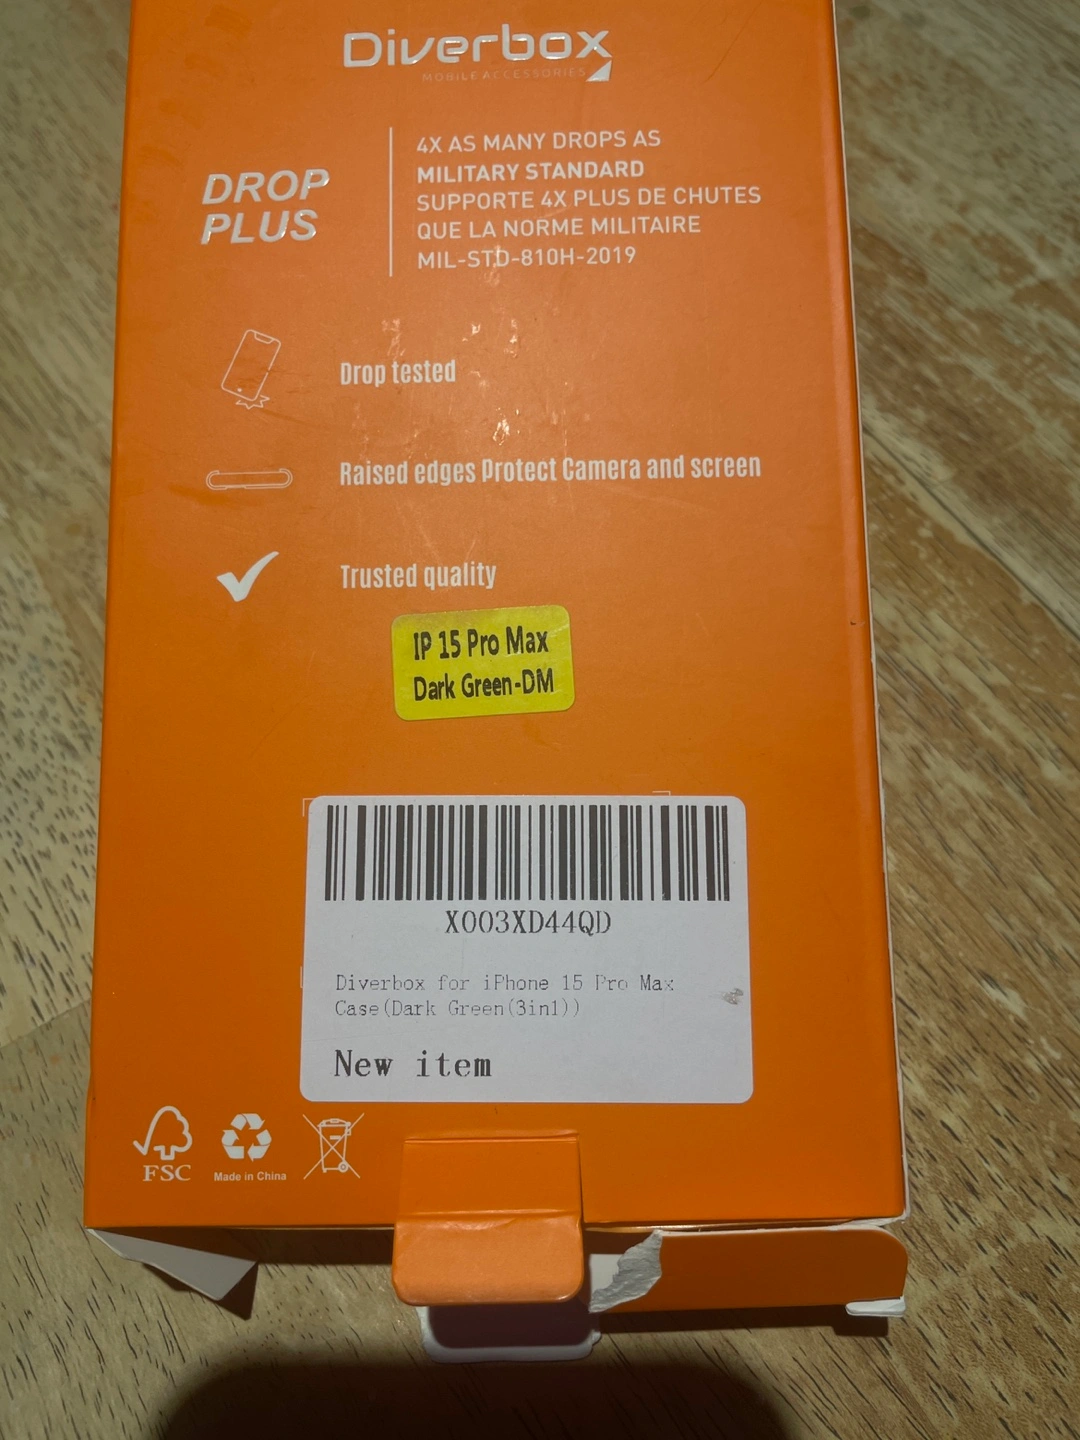 Diverbox
MOBILE ACCESSORIES
DROP
PLUS
4X AS MANY DROPS AS
MILITARY STANDARD
SUPPORTE 4X PLUS DE CHUTES
QUE LA NORME MILITAIRE
MIL-STD-810H-2019
Drop tested
Raised edges Protect Camera and screen
Trusted quality
IP 15 Pro Max
Dark Green-DM
X003XD44QD
Diverbox for iPhone 15 Pro Max
Case(Dark Green(3in1))
New item
FSC
Made in China